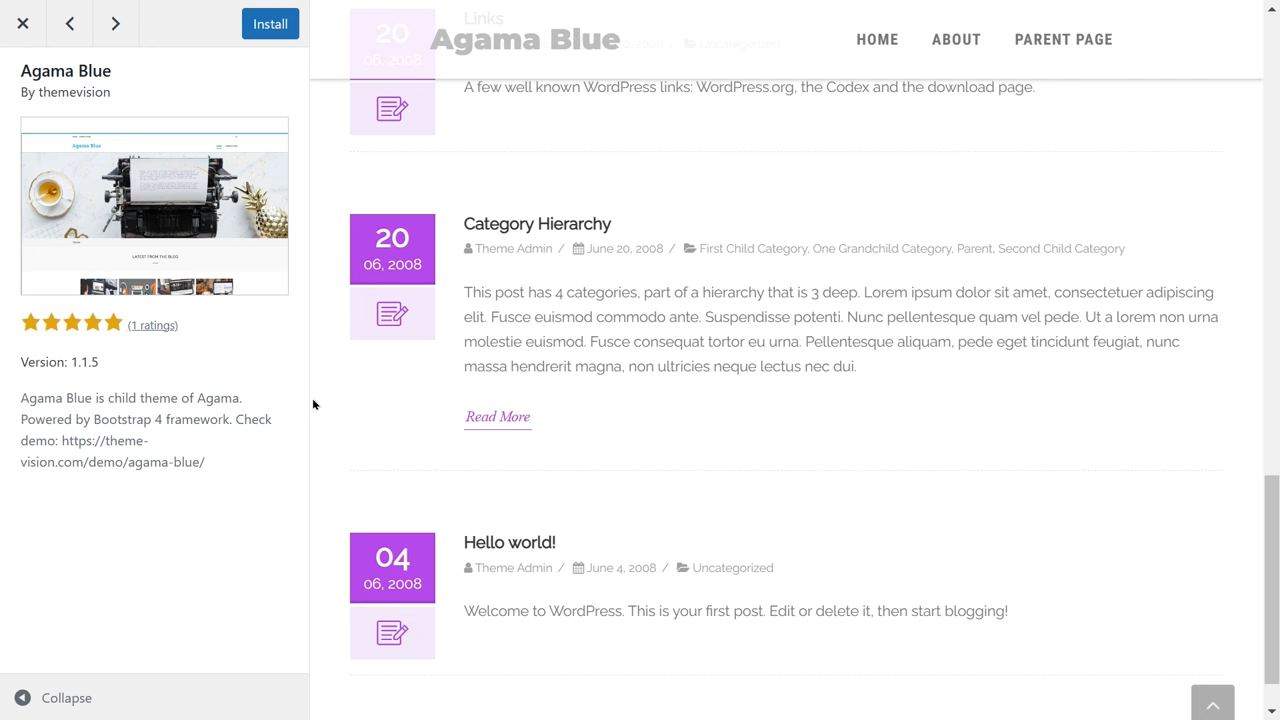 Install
Agama Blue
By themevision
Agama Blue
(1 ratings)
Version: 1.1.5
Agama Blue is child theme of Agama.
Powered by Bootstrap 4 framework. Check
demo: https://theme-
vision.com/demo/agama-blue/
Collapse
Agama Blue
HOME
ABOUT
PARENT PAGE
20
06, 2008
Links
2008 / Uncategorized
A few well known WordPress links: WordPress.org, the Codex and the download page.
20
06, 2008
Category Hierarchy
Theme Admin / June 20, 2008 / First Child Category, One Grandchild Category, Parent, Second Child Category
This post has 4 categories, part of a hierarchy that is 3 deep. Lorem ipsum dolor sit amet, consectetuer adipiscing
elit. Fusce euismod commodo ante. Suspendisse potenti. Nunc pellentesque quam vel pede. Ut a lorem non urna
molestie euismod. Fusce consequat tortor eu urna. Pellentesque aliquam, pede eget tincidunt feugiat, nunc
massa hendrerit magna, non ultricies neque lectus nec dui.
Read More
04
06, 2008
Hello world!
Theme Admin / June 4, 2008 / Uncategorized
Welcome to WordPress. This is your first post. Edit or delete it, then start blogging!